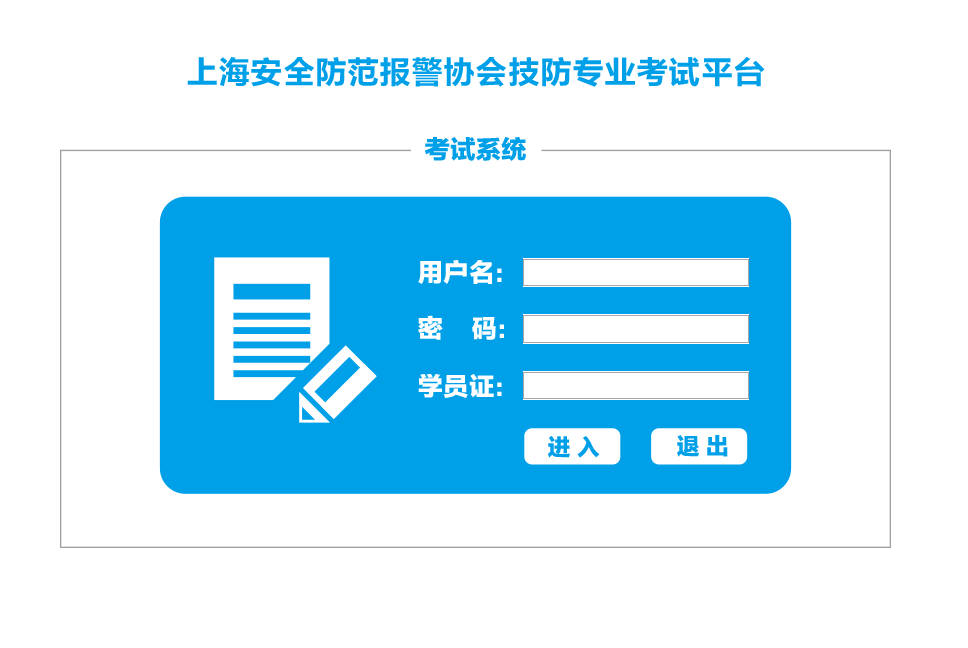 上海安全防范报警协会技防专业考试平台
考试系统
用户名:
密 码:
学员证:
进 入 退 出